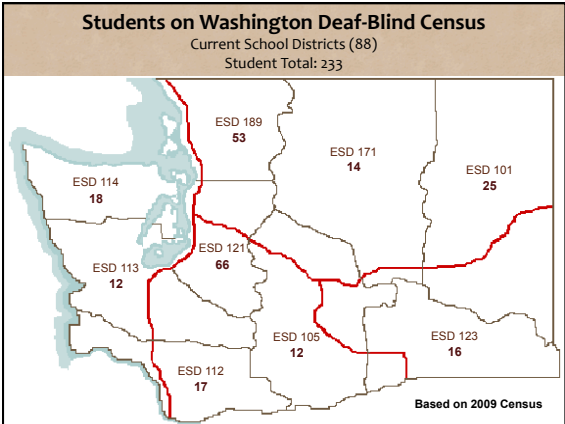 Students on Washington Deaf-Blind Census
Current School Districts (88)
Student Total: 233
ESD 189
53
ESD 171
14
ESD 101
25
ESD 114
18
ESD 121
66
ESD 113
12
ESD 105
12
ESD 123
16
ESD 112
17
Based on 2009 Census